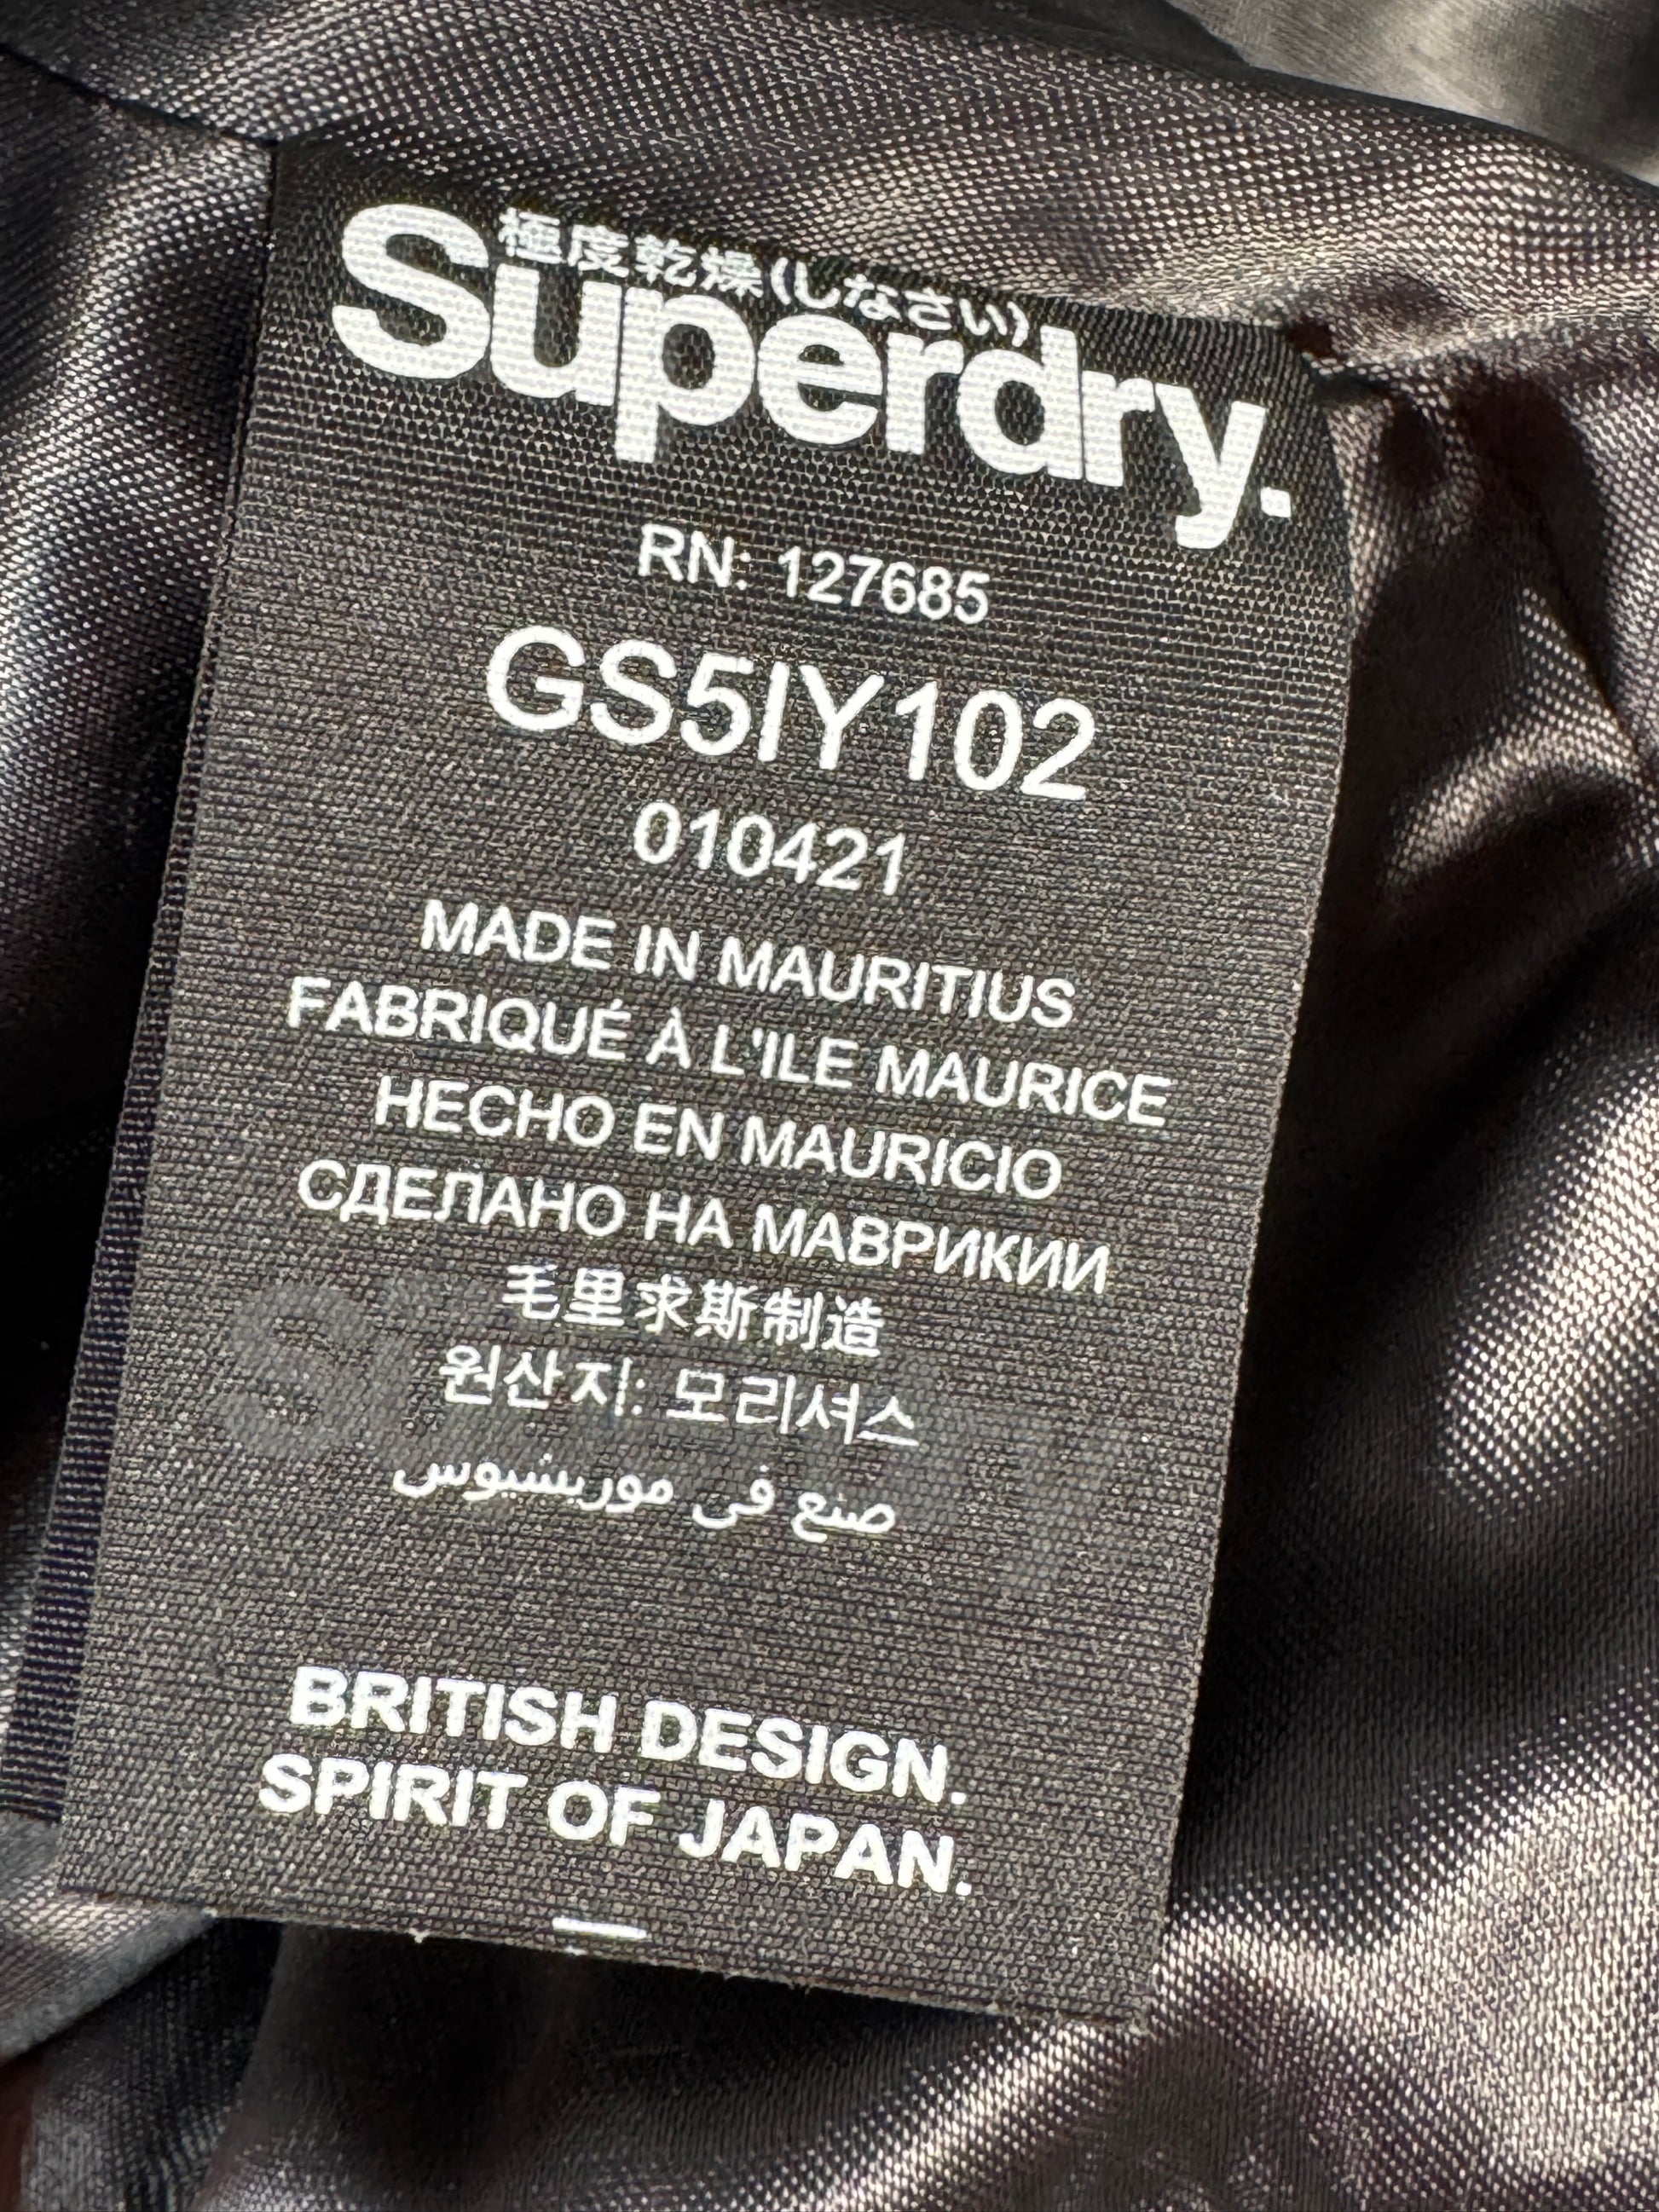 極度乾燥(しなさい)
Superdry.
RN: 127685
GS5IY102
010421
MADE IN MAURITIUS
FABRIQUÉ À L'ILE MAURICE
HECHO EN MAURICIO
СДЕЛАНО НА МАВРИКИИ
毛里求斯制造
원산지: 모리셔스
صنع في موريشيوس
BRITISH DESIGN.
SPIRIT OF JAPAN.